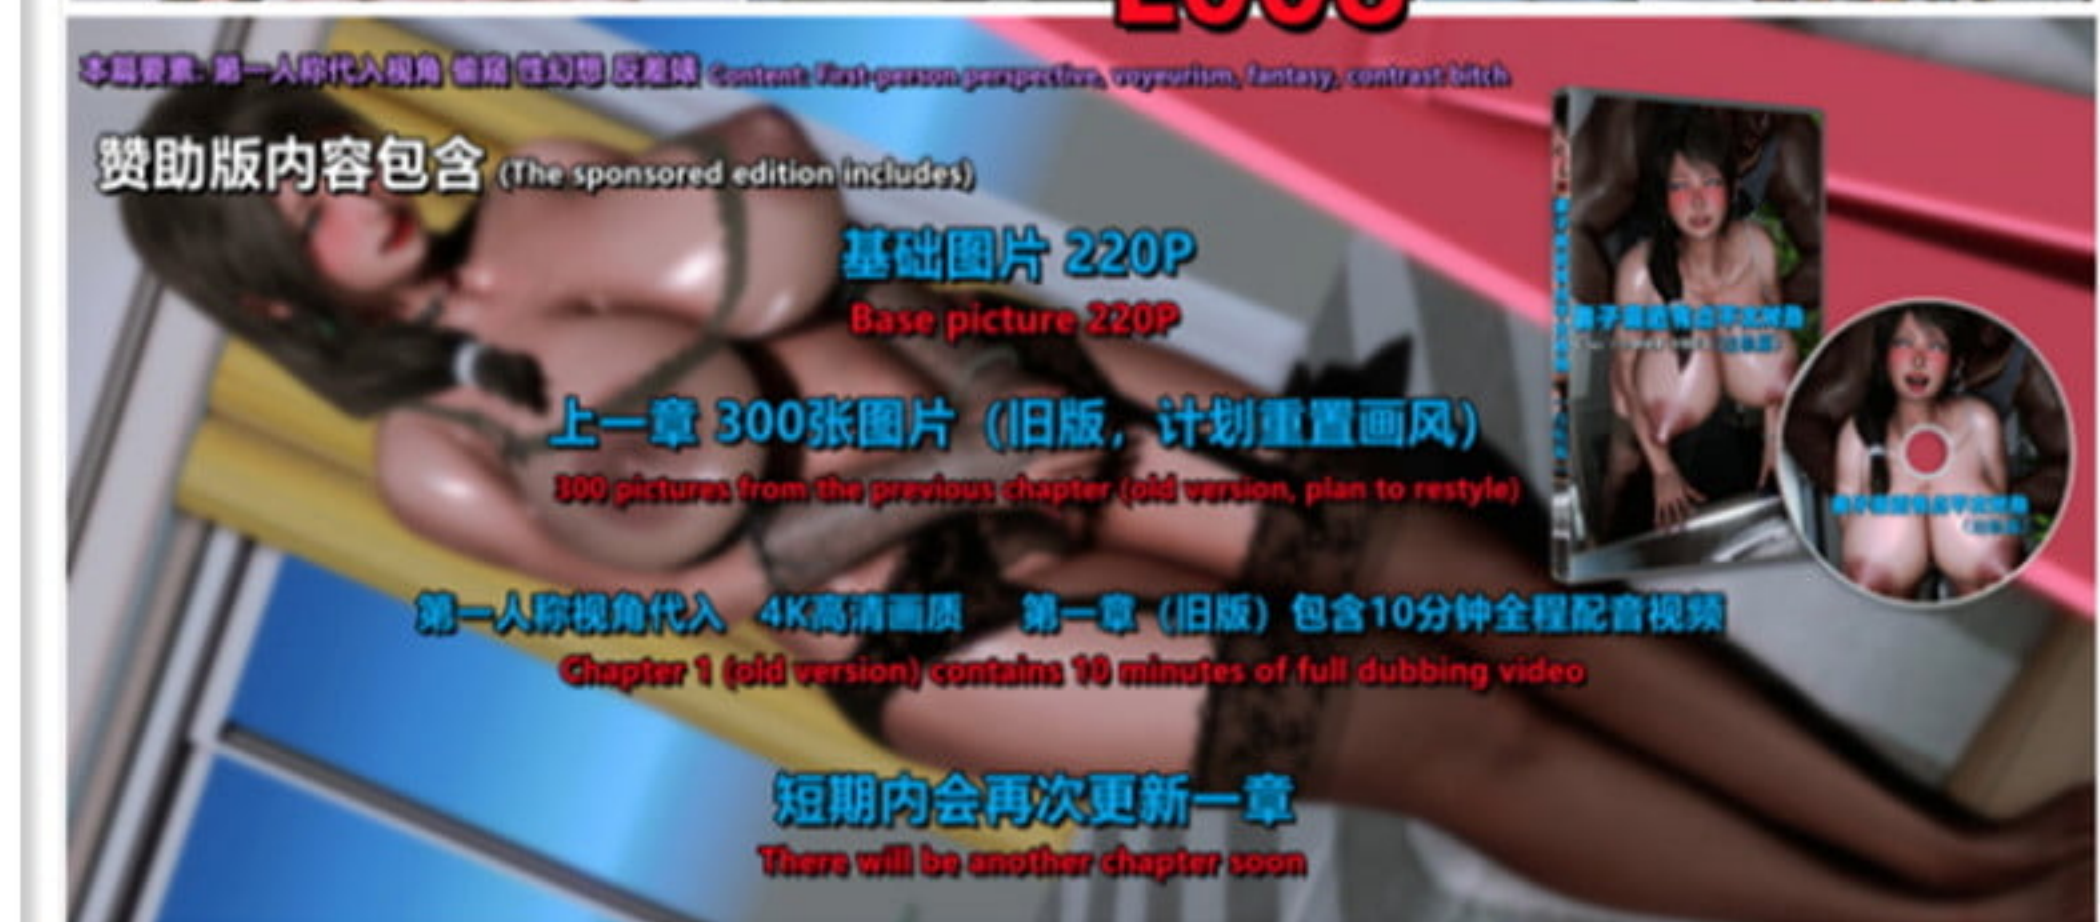 本篇要素: 第一人称代入视角 偷窥 性幻想 反差婊 Content: First-person perspective, voyeurism, fantasy, contrast bitch
赞助版内容包含 (The sponsored edition includes)
基础图片 220P
Base picture 220P
上一章 300张图片（旧版，计划重置画风）
300 pictures from the previous chapter (old version, plan to restyle)
第一人称视角代入 4K高清画质 第一章（旧版）包含10分钟全程配音视频
Chapter 1 (old version) contains 10 minutes of full dubbing video
短期内会再次更新一章
There will be another chapter soon